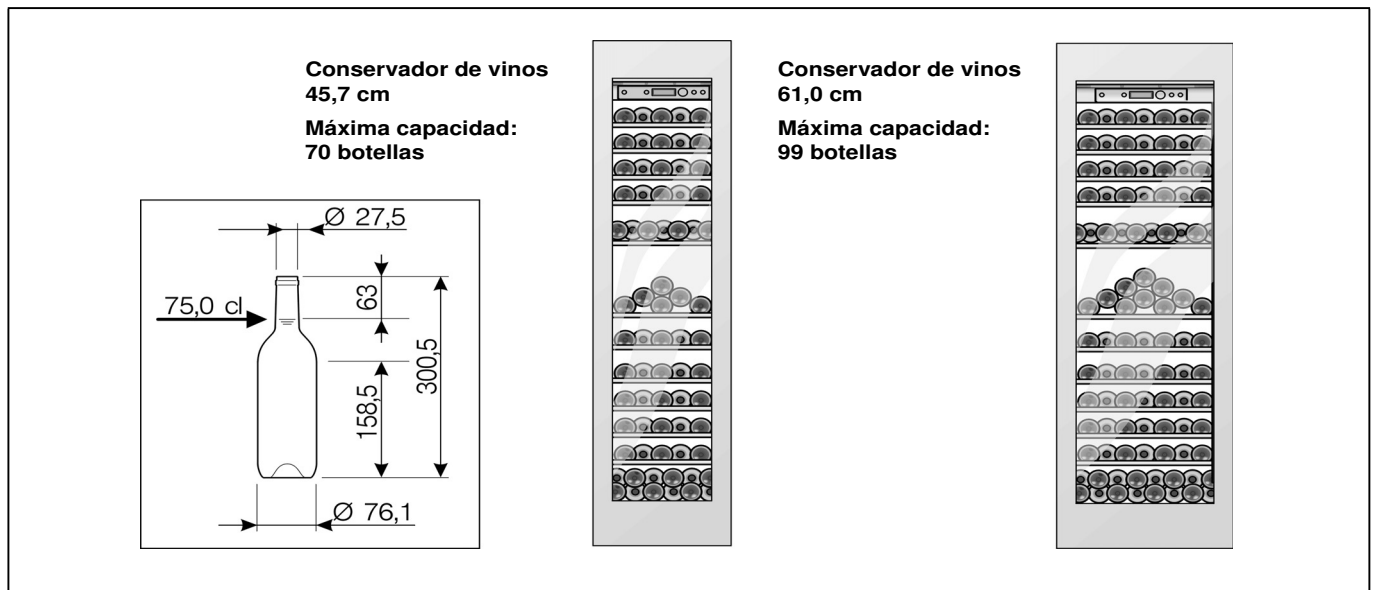 Conservador de vinos
45,7 cm
Máxima capacidad:
70 botellas
Conservador de vinos
61,0 cm
Máxima capacidad:
99 botellas
Ø 27,5
75,0 cl
63
300,5
158,5
Ø 76,1